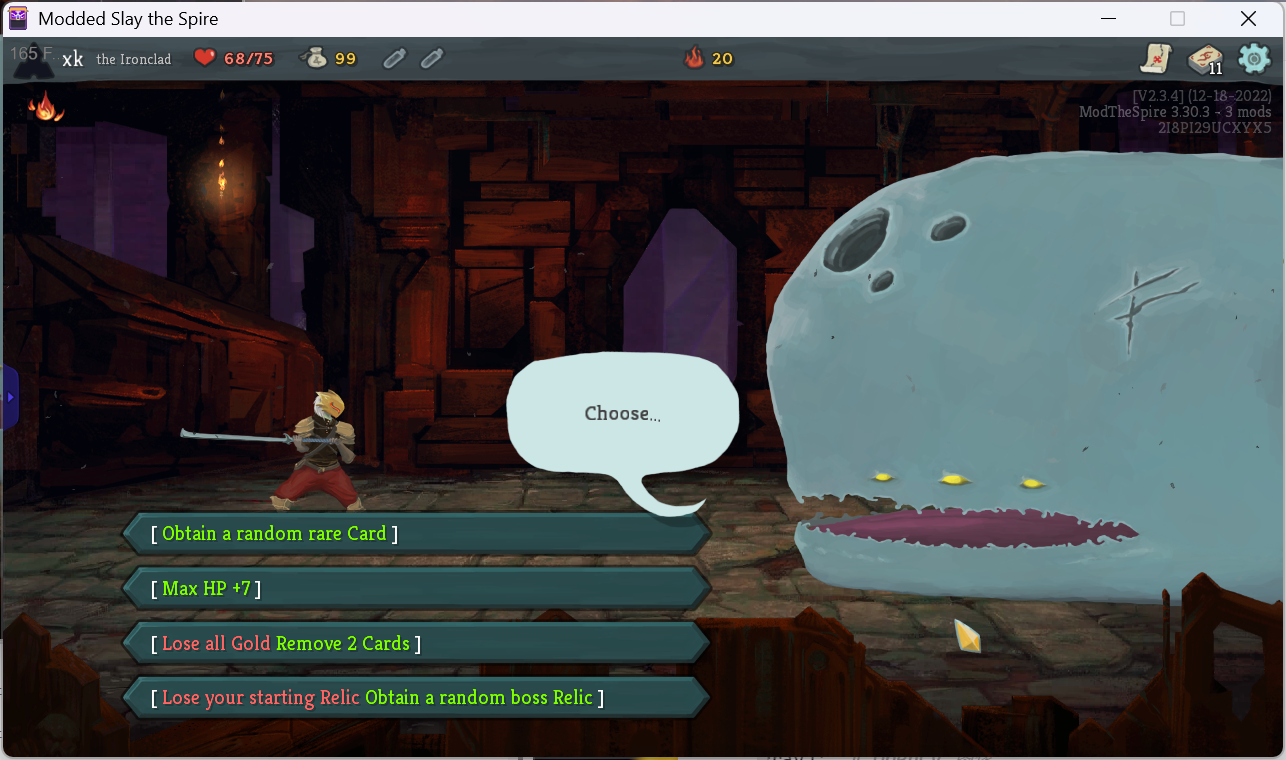 Modded Slay the Spire
165 F
xk the Ironclad 68/75 99 20 11
[V2.3.4] (12-18-2022)
ModTheSpire 3.30.3 - 3 mods
2I8PI29UCXYX5
Choose...
[ Obtain a random rare Card ]
[ Max HP +7 ]
[ Lose all Gold Remove 2 Cards ]
[ Lose your starting Relic Obtain a random boss Relic ]